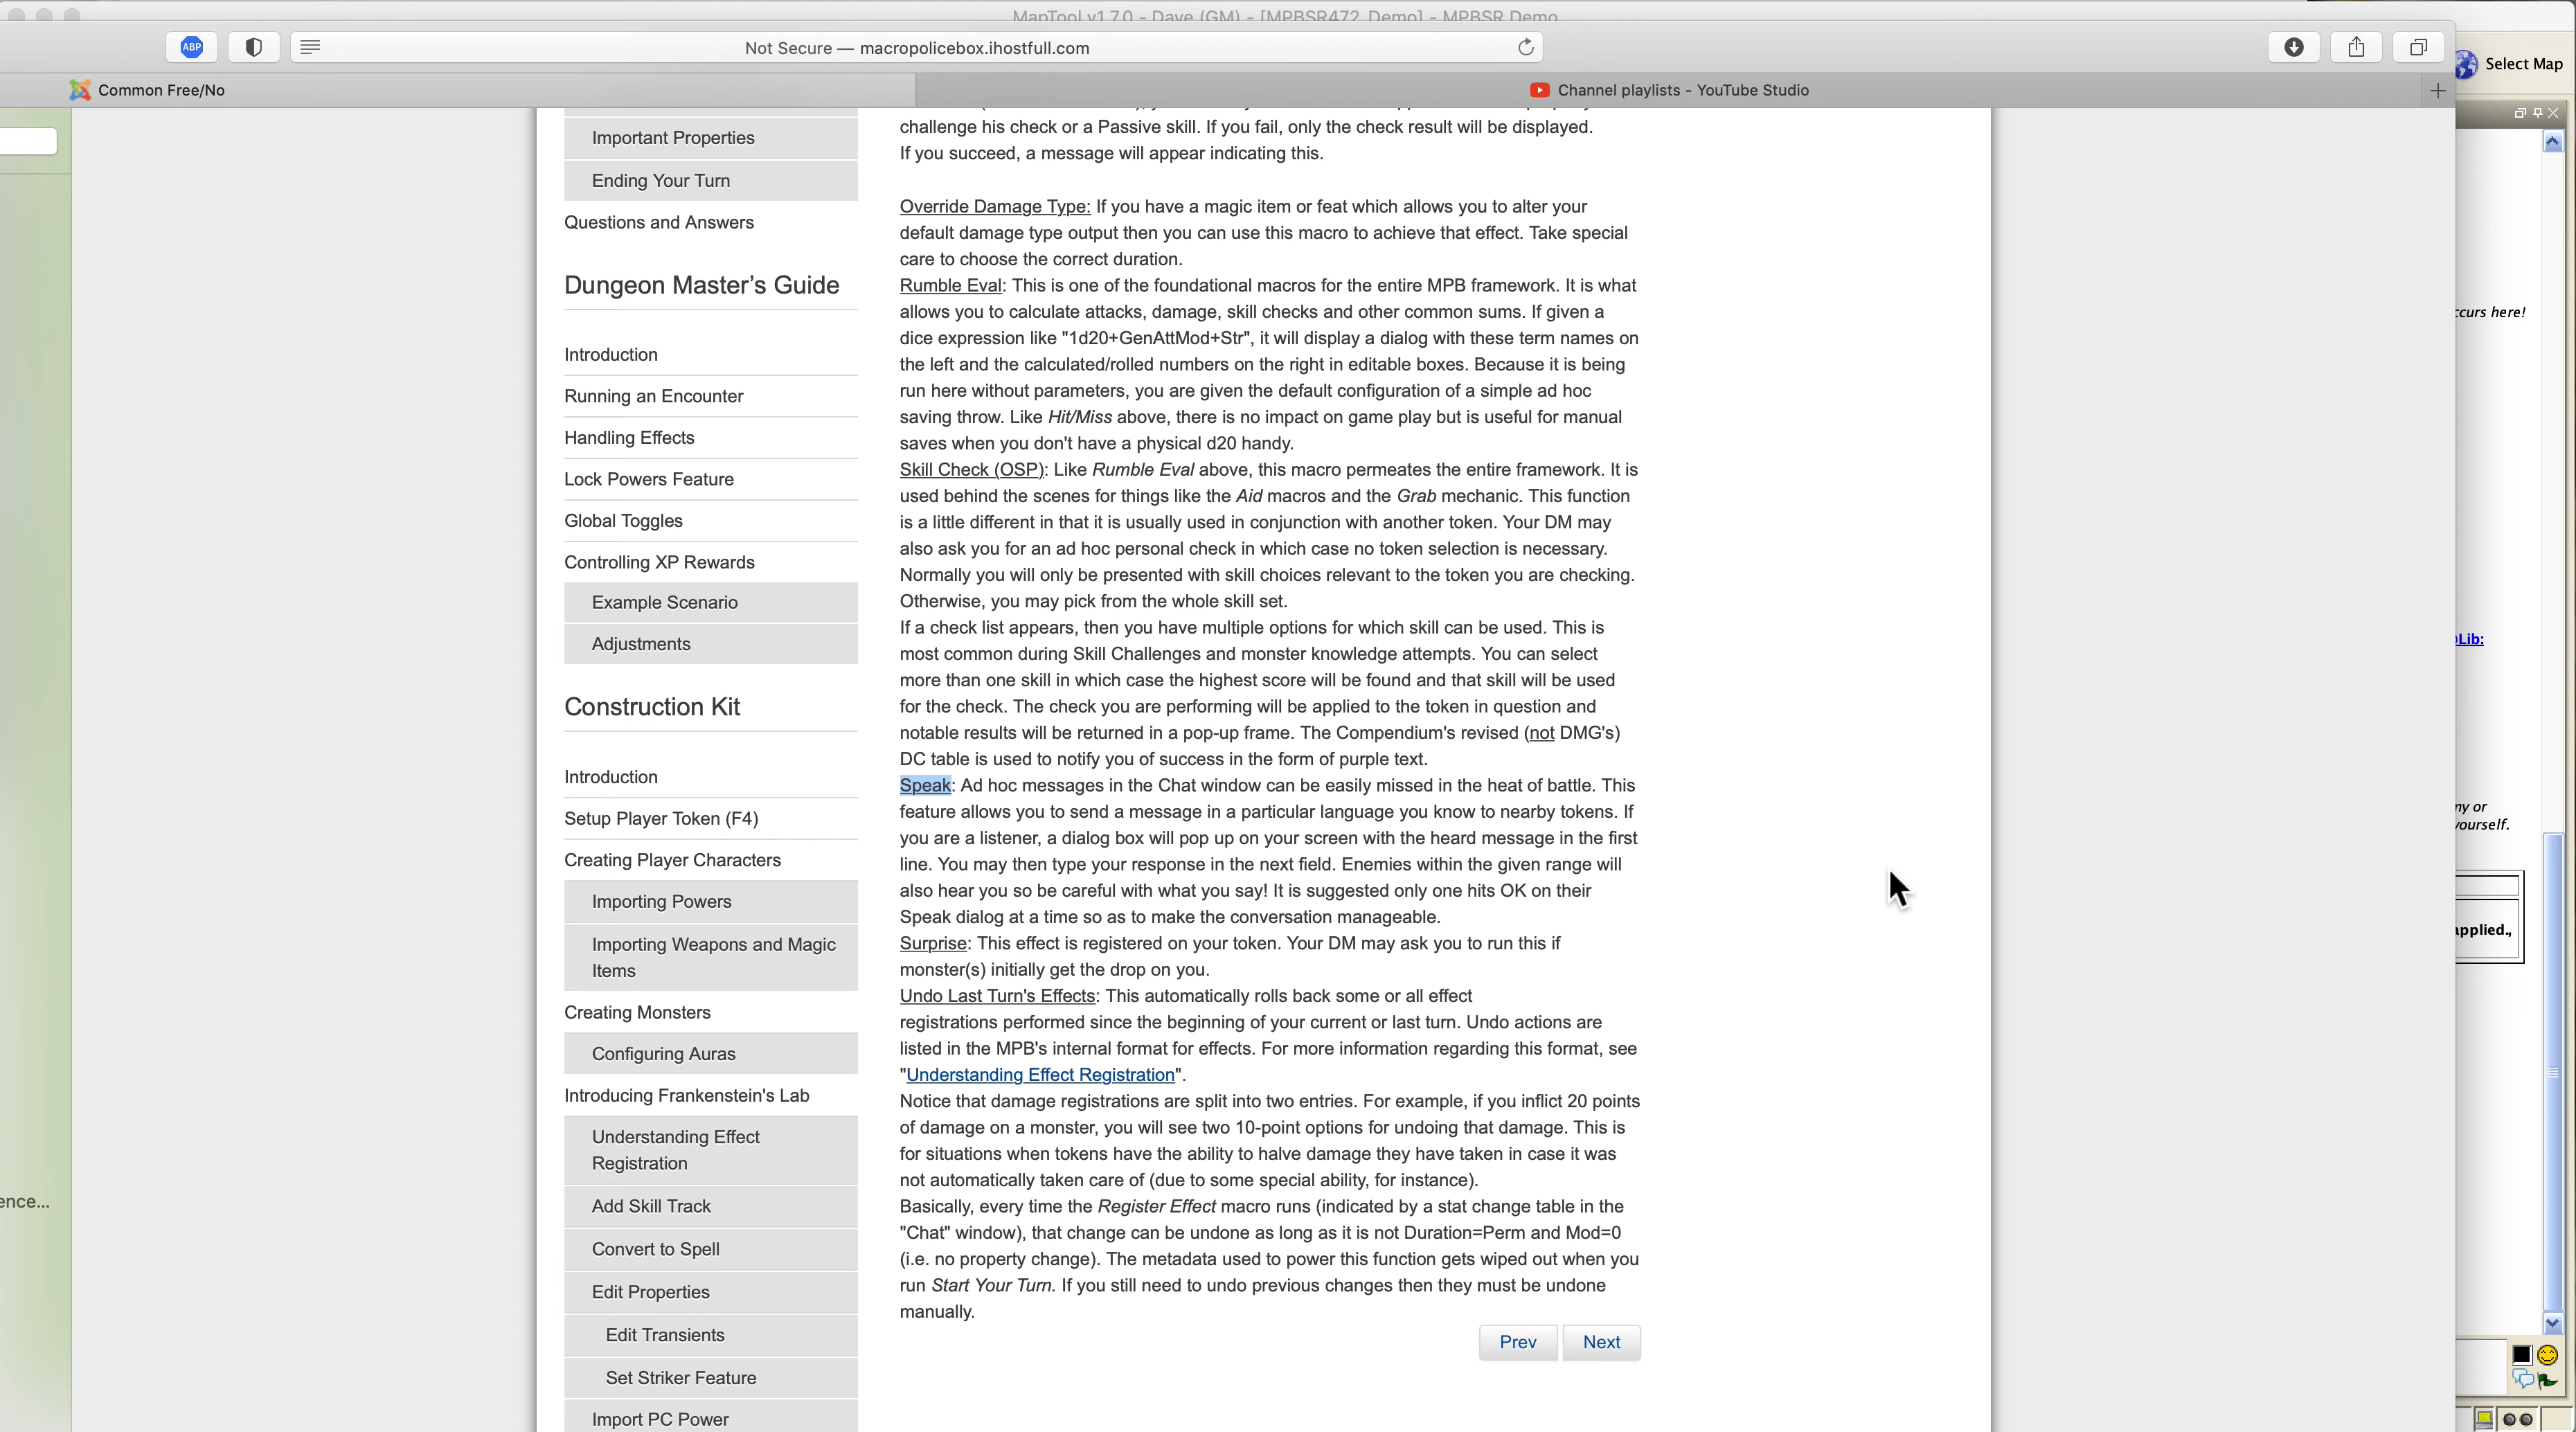 MapTool v1.7.0 - Dave (GM) - [MPBSR472_Demo] - MPBSR Demo
ABP
Not Secure — macropolicebox.ihostfull.com
Select Map
Common Free/No
Channel playlists - YouTube Studio
Important Properties
Ending Your Turn
Questions and Answers
Dungeon Master’s Guide
Introduction
Running an Encounter
Handling Effects
Lock Powers Feature
Global Toggles
Controlling XP Rewards
Example Scenario
Adjustments
Construction Kit
Introduction
Setup Player Token (F4)
Creating Player Characters
Importing Powers
Importing Weapons and Magic
Items
Creating Monsters
Configuring Auras
Introducing Frankenstein's Lab
Understanding Effect
Registration
Add Skill Track
Convert to Spell
Edit Properties
Edit Transients
Set Striker Feature
Import PC Power
challenge his check or a Passive skill. If you fail, only the check result will be displayed.
If you succeed, a message will appear indicating this.
Override Damage Type: If you have a magic item or feat which allows you to alter your
default damage type output then you can use this macro to achieve that effect. Take special
care to choose the correct duration.
Rumble Eval: This is one of the foundational macros for the entire MPB framework. It is what
allows you to calculate attacks, damage, skill checks and other common sums. If given a
dice expression like "1d20+GenAttMod+Str", it will display a dialog with these term names on
the left and the calculated/rolled numbers on the right in editable boxes. Because it is being
run here without parameters, you are given the default configuration of a simple ad hoc
saving throw. Like Hit/Miss above, there is no impact on game play but is useful for manual
saves when you don't have a physical d20 handy.
Skill Check (OSP): Like Rumble Eval above, this macro permeates the entire framework. It is
used behind the scenes for things like the Aid macros and the Grab mechanic. This function
is a little different in that it is usually used in conjunction with another token. Your DM may
also ask you for an ad hoc personal check in which case no token selection is necessary.
Normally you will only be presented with skill choices relevant to the token you are checking.
Otherwise, you may pick from the whole skill set.
If a check list appears, then you have multiple options for which skill can be used. This is
most common during Skill Challenges and monster knowledge attempts. You can select
more than one skill in which case the highest score will be found and that skill will be used
for the check. The check you are performing will be applied to the token in question and
notable results will be returned in a pop-up frame. The Compendium's revised (not DMG's)
DC table is used to notify you of success in the form of purple text.
Speak: Ad hoc messages in the Chat window can be easily missed in the heat of battle. This
feature allows you to send a message in a particular language you know to nearby tokens. If
you are a listener, a dialog box will pop up on your screen with the heard message in the first
line. You may then type your response in the next field. Enemies within the given range will
also hear you so be careful with what you say! It is suggested only one hits OK on their
Speak dialog at a time so as to make the conversation manageable.
Surprise: This effect is registered on your token. Your DM may ask you to run this if
monster(s) initially get the drop on you.
Undo Last Turn's Effects: This automatically rolls back some or all effect
registrations performed since the beginning of your current or last turn. Undo actions are
listed in the MPB's internal format for effects. For more information regarding this format, see
"Understanding Effect Registration".
Notice that damage registrations are split into two entries. For example, if you inflict 20 points
of damage on a monster, you will see two 10-point options for undoing that damage. This is
for situations when tokens have the ability to halve damage they have taken in case it was
not automatically taken care of (due to some special ability, for instance).
Basically, every time the Register Effect macro runs (indicated by a stat change table in the
"Chat" window), that change can be undone as long as it is not Duration=Perm and Mod=0
(i.e. no property change). The metadata used to power this function gets wiped out when you
run Start Your Turn. If you still need to undo previous changes then they must be undone
manually.
Prev
Next
ence...
ccurs here!
Lib:
my or
yourself.
applied.,